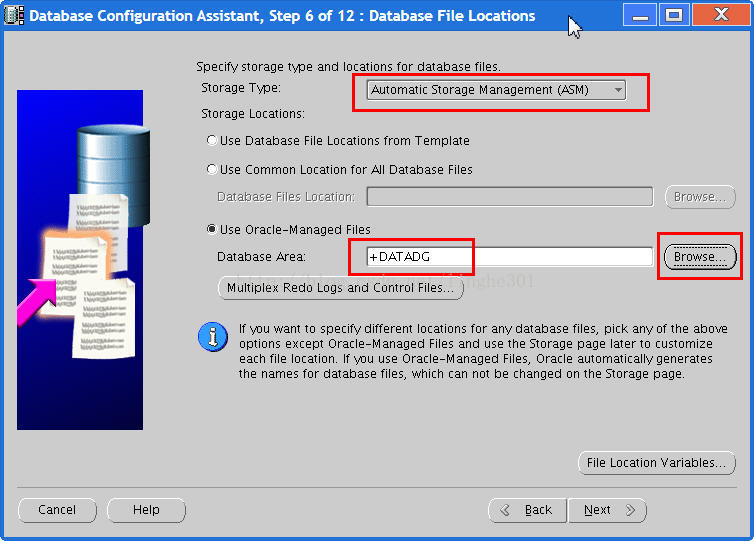 Database Configuration Assistant, Step 6 of 12 : Database File Locations
Specify storage type and locations for database files.
Storage Type: Automatic Storage Management (ASM)
Storage Locations:
Use Database File Locations from Template
Use Common Location for All Database Files
Database Files Location: Browse...
Use Oracle-Managed Files
Database Area: +DATADG Browse...
Multiplex Redo Logs and Control Files...
If you want to specify different locations for any database files, pick any of the above
options except Oracle-Managed Files and use the Storage page later to customize
each file location. If you use Oracle-Managed Files, Oracle automatically generates
the names for database files, which can not be changed on the Storage page.
File Location Variables...
Cancel Help Back Next